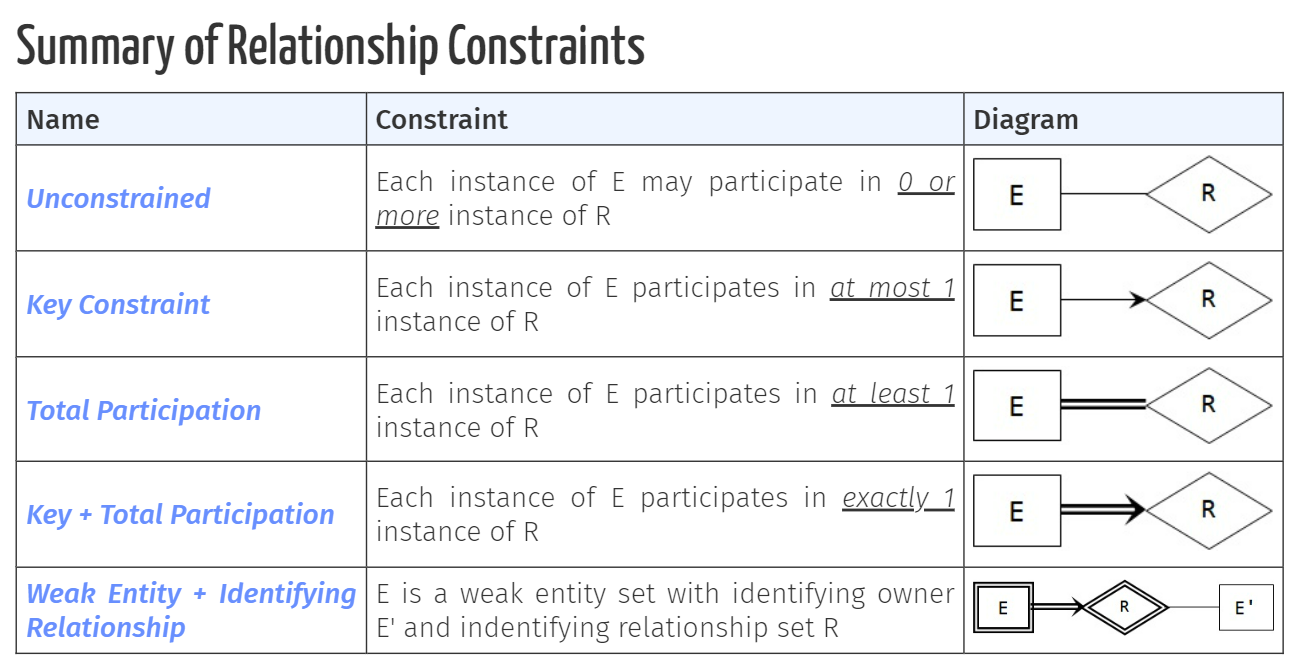 Summary of Relationship Constraints
Name
Constraint
Diagram
Unconstrained
Each instance of E may participate in 0 or
more instance of R
E
R
Key Constraint
Each instance of E participates in at most 1
instance of R
E
R
Total Participation
Each instance of E participates in at least 1
instance of R
E
R
Key + Total Participation
Each instance of E participates in exactly 1
instance of R
E
R
Weak Entity + Identifying
Relationship
E is a weak entity set with identifying owner
E' and indentifying relationship set R
E
R
E'